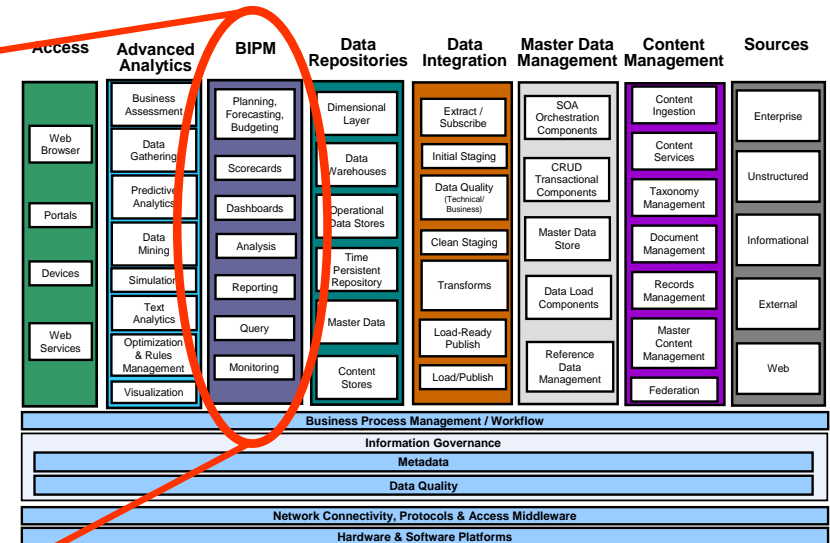 Access
Advanced
Analytics
BIPM
Data
Repositories
Data
Integration
Master Data
Management
Content
Management
Sources
Web
Browser
Portals
Devices
Web
Services
Business
Assessment
Data
Gathering
Predictive
Analytics
Data
Mining
Simulation
Text
Analytics
Optimization
& Rules
Management
Visualization
Planning,
Forecasting,
Budgeting
Scorecards
Dashboards
Analysis
Reporting
Query
Monitoring
Dimensional
Layer
Data
Warehouses
Operational
Data Stores
Time
Persistent
Repository
Master Data
Content
Stores
Extract /
Subscribe
Initial Staging
Data Quality
(Technical/
Business)
Clean Staging
Transforms
Load-Ready
Publish
Load/Publish
SOA
Orchestration
Components
CRUD
Transactional
Components
Master Data
Store
Data Load
Components
Reference
Data
Management
Content
Ingestion
Content
Services
Taxonomy
Management
Document
Management
Records
Management
Master
Content
Management
Federation
Enterprise
Unstructured
Informational
External
Web
Business Process Management / Workflow
Information Governance
Metadata
Data Quality
Network Connectivity, Protocols & Access Middleware
Hardware & Software Platforms